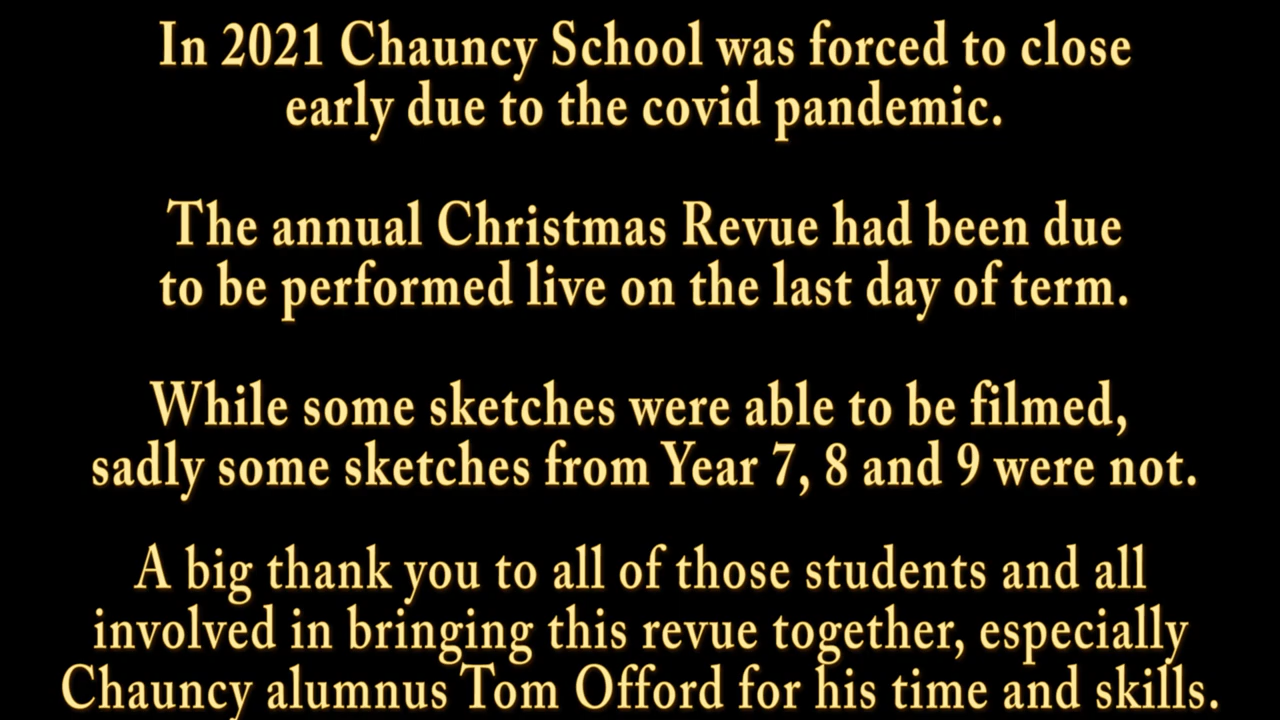 In 2021 Chauncy School was forced to close
early due to the covid pandemic.
The annual Christmas Revue had been due
to be performed live on the last day of term.
While some sketches were able to be filmed,
sadly some sketches from Year 7, 8 and 9 were not.
A big thank you to all of those students and all
involved in bringing this revue together, especially
Chauncy alumnus Tom Offord for his time and skills.